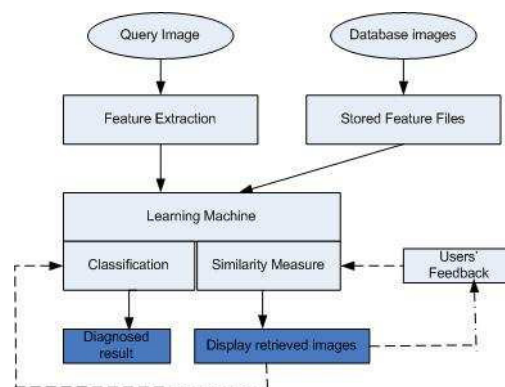 Query Image
Database images
Feature Extraction
Stored Feature Files
Learning Machine
Classification
Similarity Measure
Users'
Feedback
Diagnosed
result
Display retrieved images